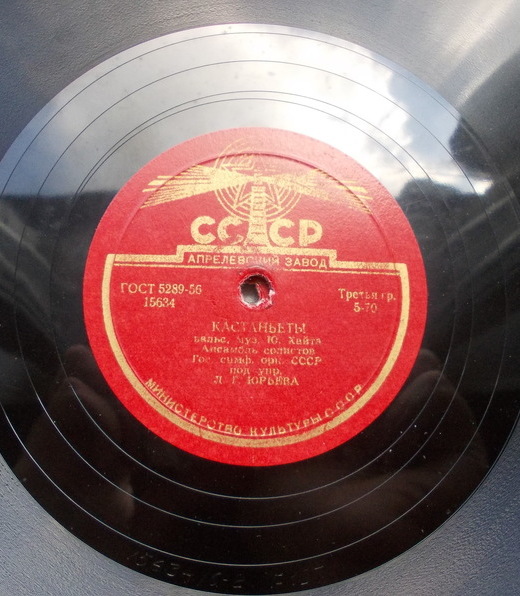 СССР
АПРЕЛЕВСКИЙ ЗАВОД
ГОСТ 5289-56
15634
Третья гр.
5-70
КАСТАНЬЕТЫ
вальс, муз. Ю. Хайта
Ансамбль солистов
Гос. симф. орк. СССР
под упр.
Л. Г. ЮРЬЕВА
МИНИСТЕРСТВО КУЛЬТУРЫ СССР